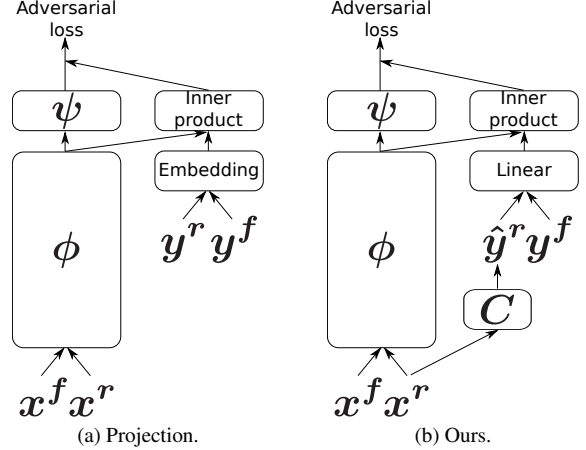 Adversarial
loss
ψ
Inner
product
Embedding
ϕ
y^r y^f
x^f x^r
(a) Projection.
Adversarial
loss
ψ
Inner
product
Linear
ϕ
ŷ^r y^f
C
x^f x^r
(b) Ours.